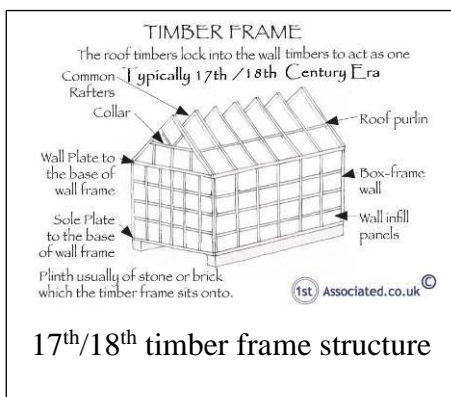 TIMBER FRAME
The roof timbers lock into the wall timbers to act as one
Common
Rafters
Typically 17th /18th Century Era
Collar
Roof purlin
Wall Plate to
the base of
wall frame
Box-frame
wall
Sole Plate
to the base
of wall frame
Wall infill
panels
Plinth usually of stone or brick
which the timber frame sits onto.
1st Associated.co.uk ©
17th/18th timber frame structure